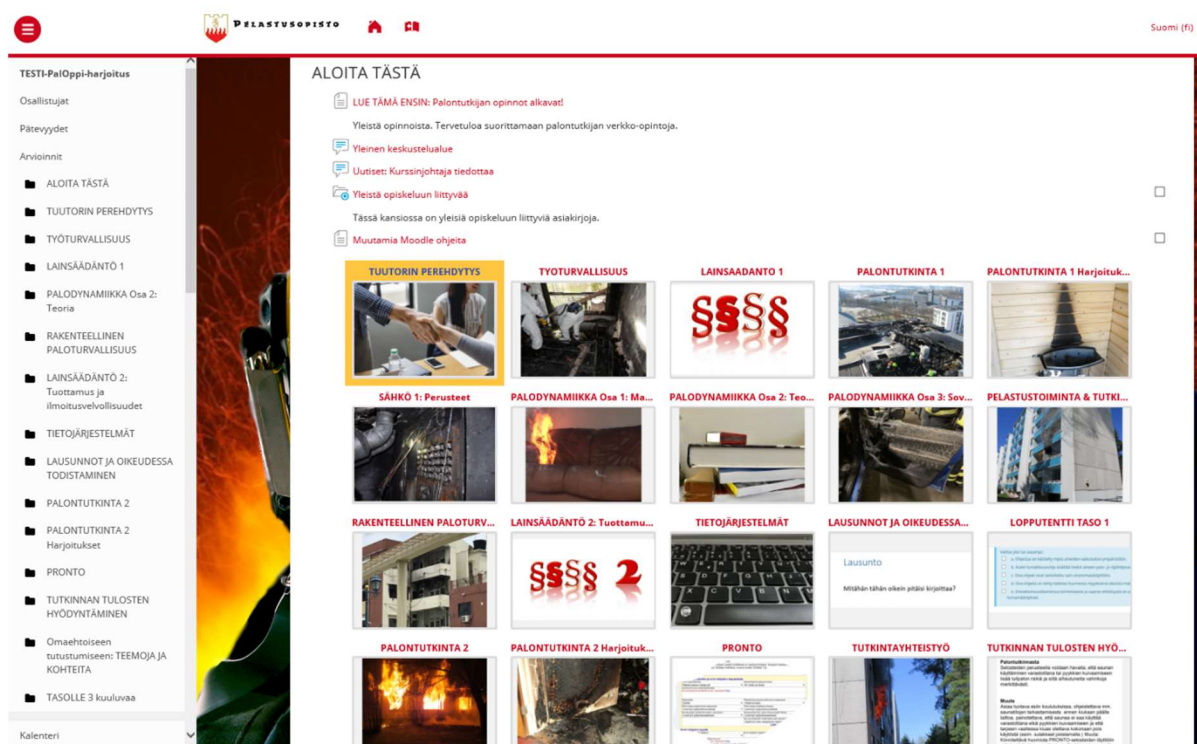 PELASTUSOPISTO
Suomi (fi)
TESTI-PalOppi-harjoitus
Osallistujat
Pätevyydet
Arvioinnit
ALOITA TÄSTÄ
TUUTORIN PEREHDYTYS
TYÖTURVALLISUUS
LAINSÄÄDÄNTÖ 1
PALODYNAMIIKKA Osa 2:
Teoria
RAKENTEELLINEN
PALOTURVALLISUUS
LAINSÄÄDÄNTÖ 2:
Tuottamus ja
ilmoitusvelvollisuudet
TIETOJÄRJESTELMÄT
LAUSUNNOT JA OIKEUDESSA
TODISTAMINEN
PALONTUTKINTA 2
PALONTUTKINTA 2
Harjoitukset
PRONTO
TUTKINNAN TULOSTEN
HYÖDYNTÄMINEN
Omaehtoiseen
tutustumiseen: TEEMOJA JA
KOHTEITA
TASOLLE 3 kuuluvaa
Kalenteri
ALOITA TÄSTÄ
LUE TÄMÄ ENSIN: Palontutkijan opinnot alkavat!
Yleistä opinnoista. Tervetuloa suorittamaan palontutkijan verkko-opintoja.
Yleinen keskustelualue
Uutiset: Kurssinjohtaja tiedottaa
Yleistä opiskeluun liittyvää
Tässä kansiossa on yleisiä opiskeluun liittyviä asiakirjoja.
Muutamia Moodle ohjeita
TUUTORIN PEREHDYTYS
TYOTURVALLISUUS
LAINSAADANTO 1
PALONTUTKINTA 1
PALONTUTKINTA 1 Harjoituk...
§§§§
SÄHKÖ 1: Perusteet
PALODYNAMIIKKA Osa 1: Ma...
PALODYNAMIIKKA Osa 2: Teo...
PALODYNAMIIKKA Osa 3: Sov...
PELASTUSTOIMINTA & TUTKI...
RAKENTEELLINEN PALOTURV...
LAINSÄÄDÄNTÖ 2: Tuottamu...
TIETOJÄRJESTELMÄT
LAUSUNNOT JA OIKEUDESSA...
LOPPUTENTTI TASO 1
§§§§ 2
Lausunto
Mitähän tähän oikein pitäisi kirjoittaa?
PALONTUTKINTA 2
PALONTUTKINTA 2 Harjoituk...
PRONTO
TUTKINTAYHTEISTYÖ
TUTKINNAN TULOSTEN HYÖ...
Palontutkinnasta
Muuta